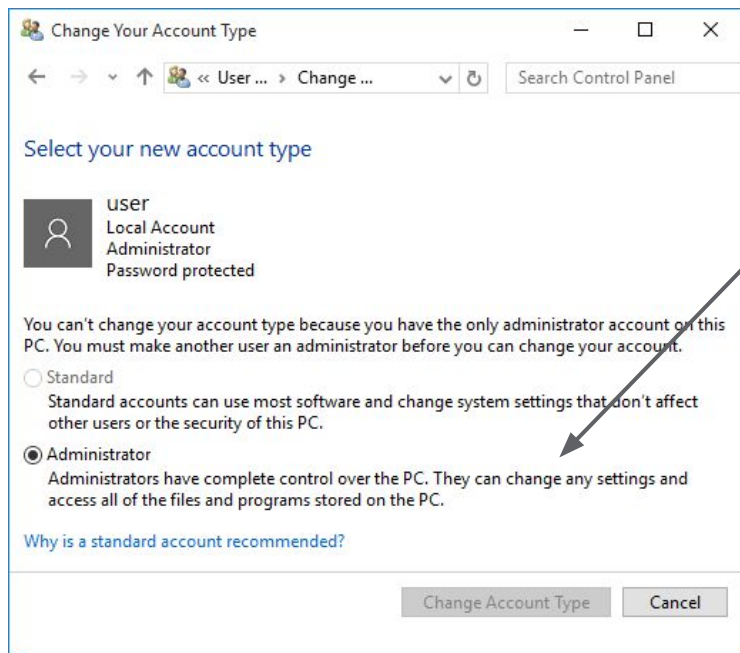 Change Your Account Type
« User ... › Change ...
Search Control Panel
Select your new account type
user
Local Account
Administrator
Password protected
You can't change your account type because you have the only administrator account on this
PC. You must make another user an administrator before you can change your account.
Standard
Standard accounts can use most software and change system settings that don't affect
other users or the security of this PC.
Administrator
Administrators have complete control over the PC. They can change any settings and
access all of the files and programs stored on the PC.
Why is a standard account recommended?
Change Account Type
Cancel